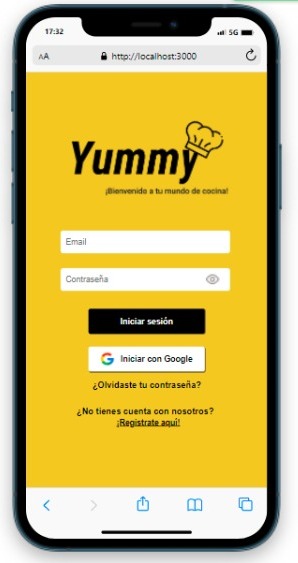 17:32
5G
AA
http://localhost:3000
Yummy
¡Bienvenido a tu mundo de cocina!
Email
Contraseña
Iniciar sesión
G Iniciar con Google
¿Olvidaste tu contraseña?
¿No tienes cuenta con nosotros?
¡Registrate aquí!